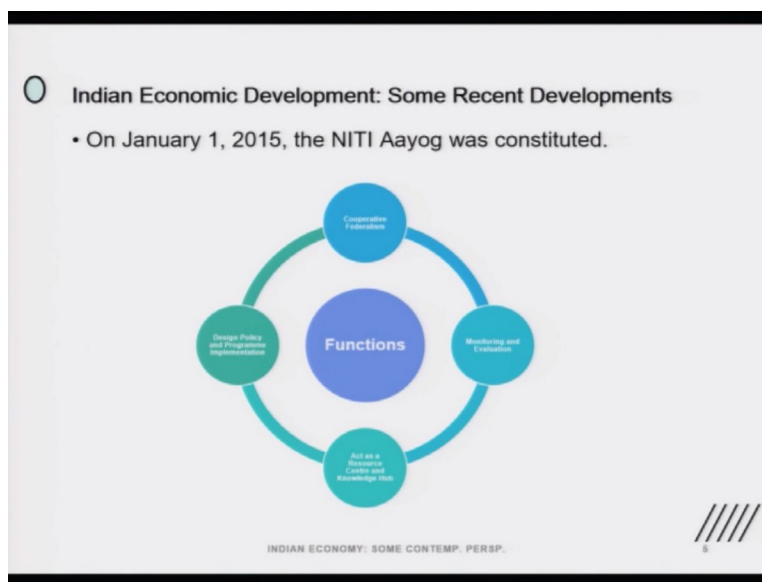 Indian Economic Development: Some Recent Developments
• On January 1, 2015, the NITI Aayog was constituted.
Cooperative
Federalism
Design Policy
and Programme
Implementation
Functions
Monitoring and
Evaluation
Act as a
Resource
Centre and
Knowledge Hub
INDIAN ECONOMY: SOME CONTEMP. PERSP.
5